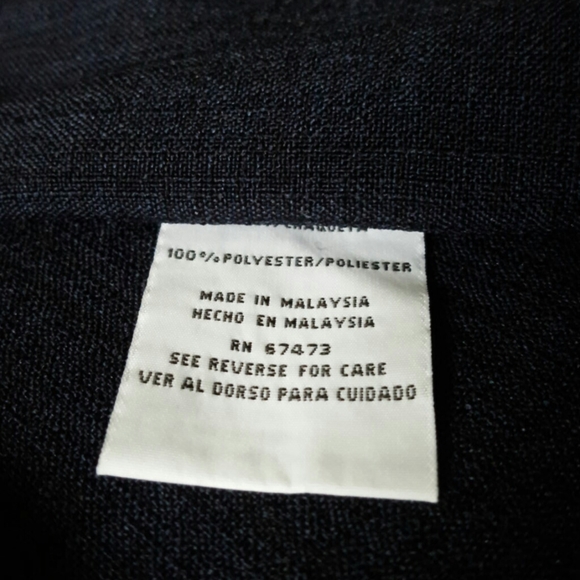 /CHAQUETA
100% POLYESTER/POLIESTER
MADE IN MALAYSIA
HECHO EN MALAYSIA
RN 67473
SEE REVERSE FOR CARE
VER AL DORSO PARA CUIDADO